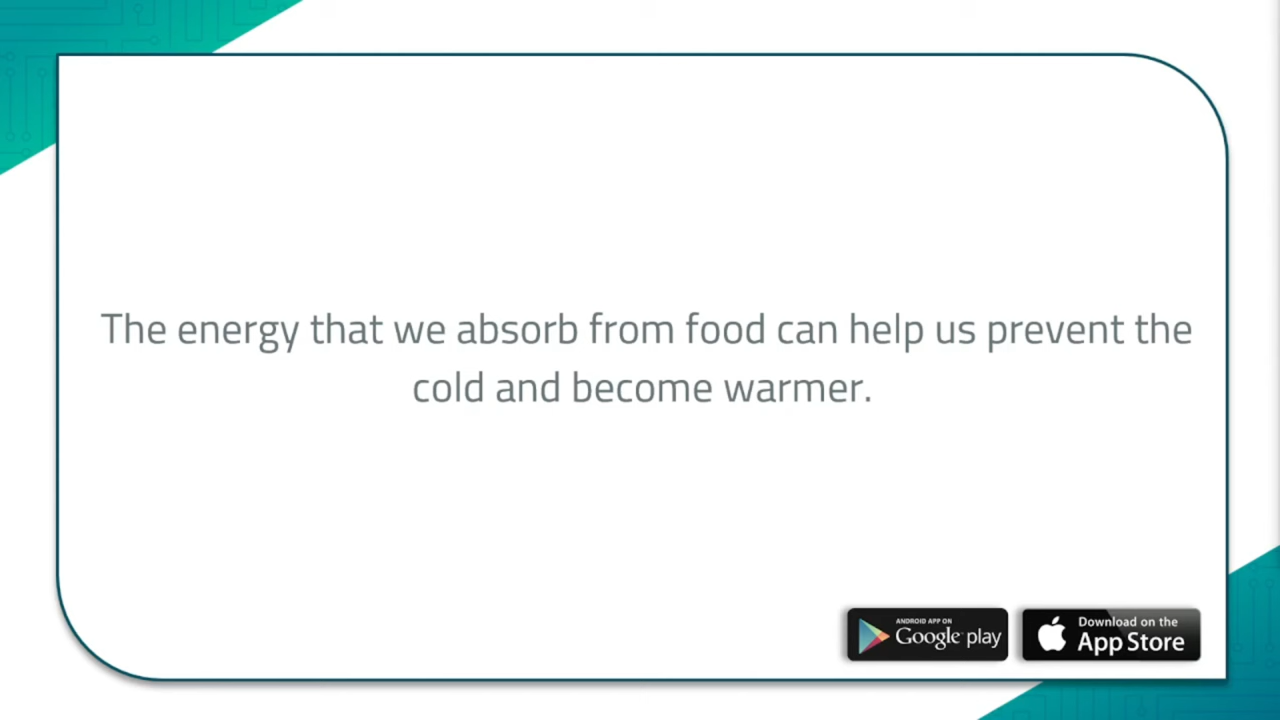 The energy that we absorb from food can help us prevent the
cold and become warmer.
ANDROID APP ON
Google play
Download on the
App Store